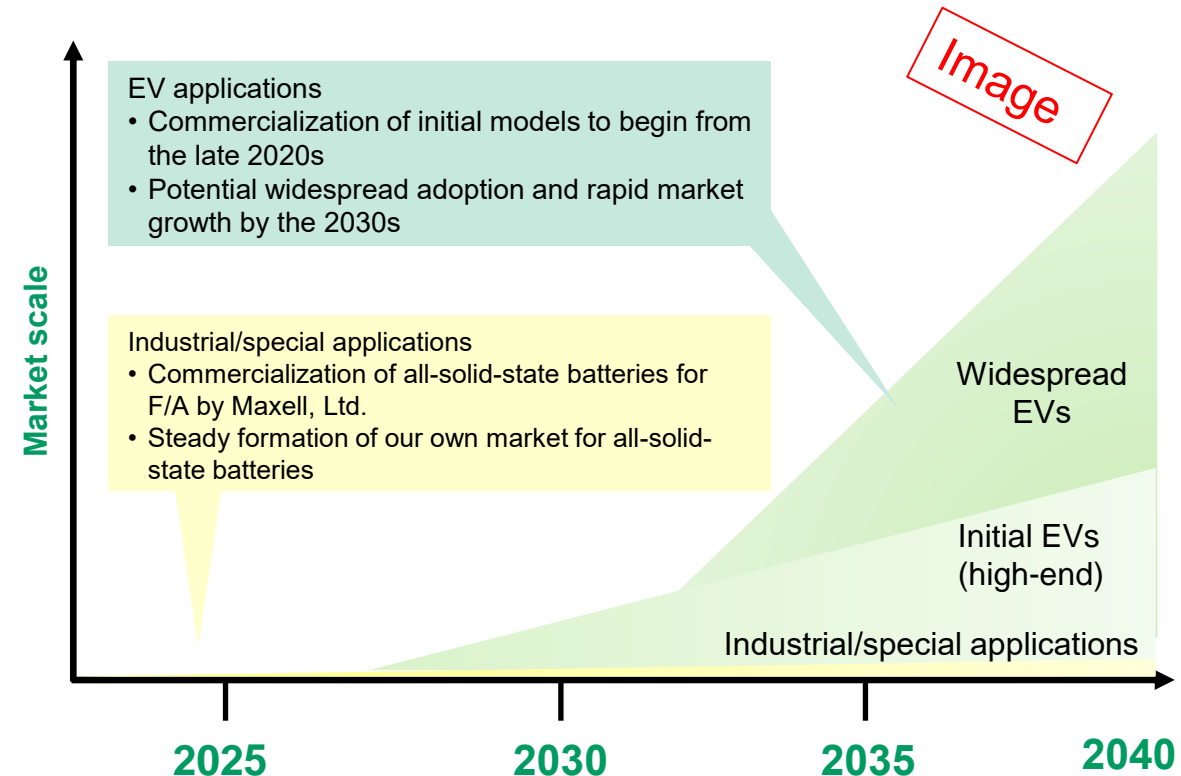 Image
EV applications
• Commercialization of initial models to begin from
the late 2020s
• Potential widespread adoption and rapid market
growth by the 2030s
Market scale
Industrial/special applications
• Commercialization of all-solid-state batteries for
F/A by Maxell, Ltd.
• Steady formation of our own market for all-solid-
state batteries
Widespread
EVs
Initial EVs
(high-end)
Industrial/special applications
2025
2030
2035
2040